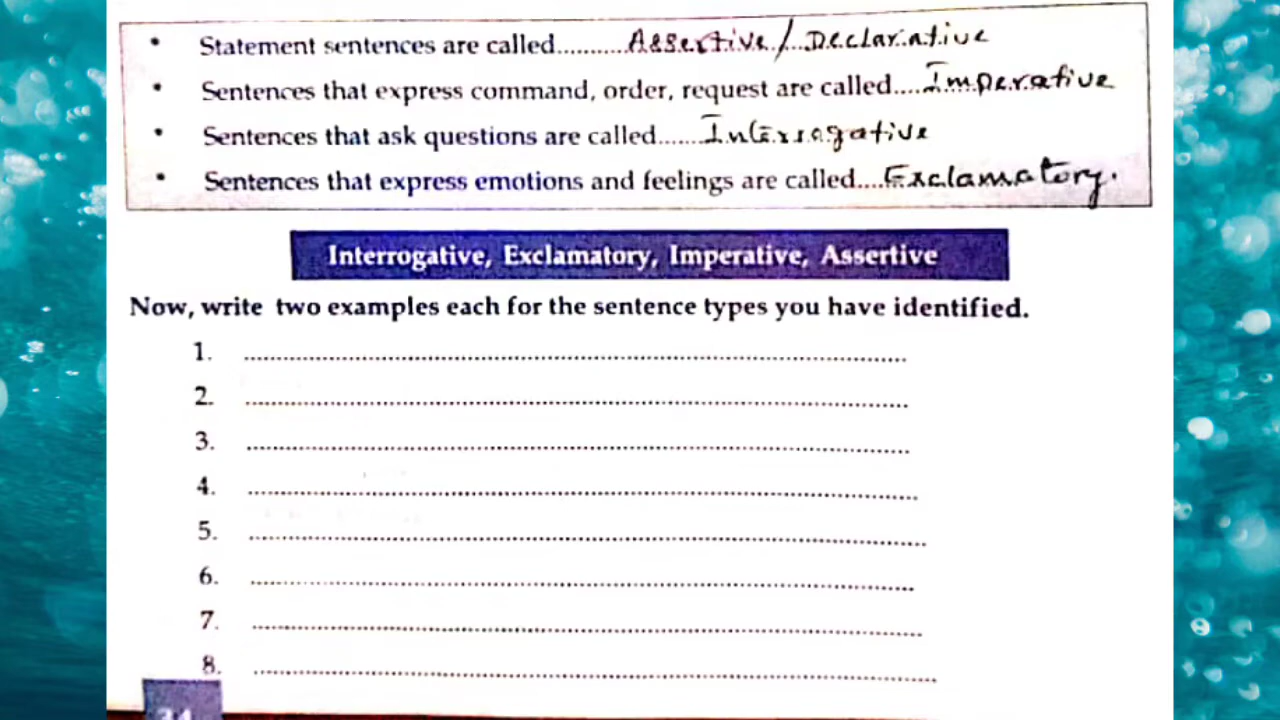 • Statement sentences are called..........Assertive/Declarative
• Sentences that express command, order, request are called....Imperative
• Sentences that ask questions are called.......Interrogative
• Sentences that express emotions and feelings are called....Exclamatory.
Interrogative, Exclamatory, Imperative, Assertive
Now, write two examples each for the sentence types you have identified.
1. ....................................................................
2. ....................................................................
3. ....................................................................
4. ....................................................................
5. ....................................................................
6. ....................................................................
7. ....................................................................
8. ....................................................................